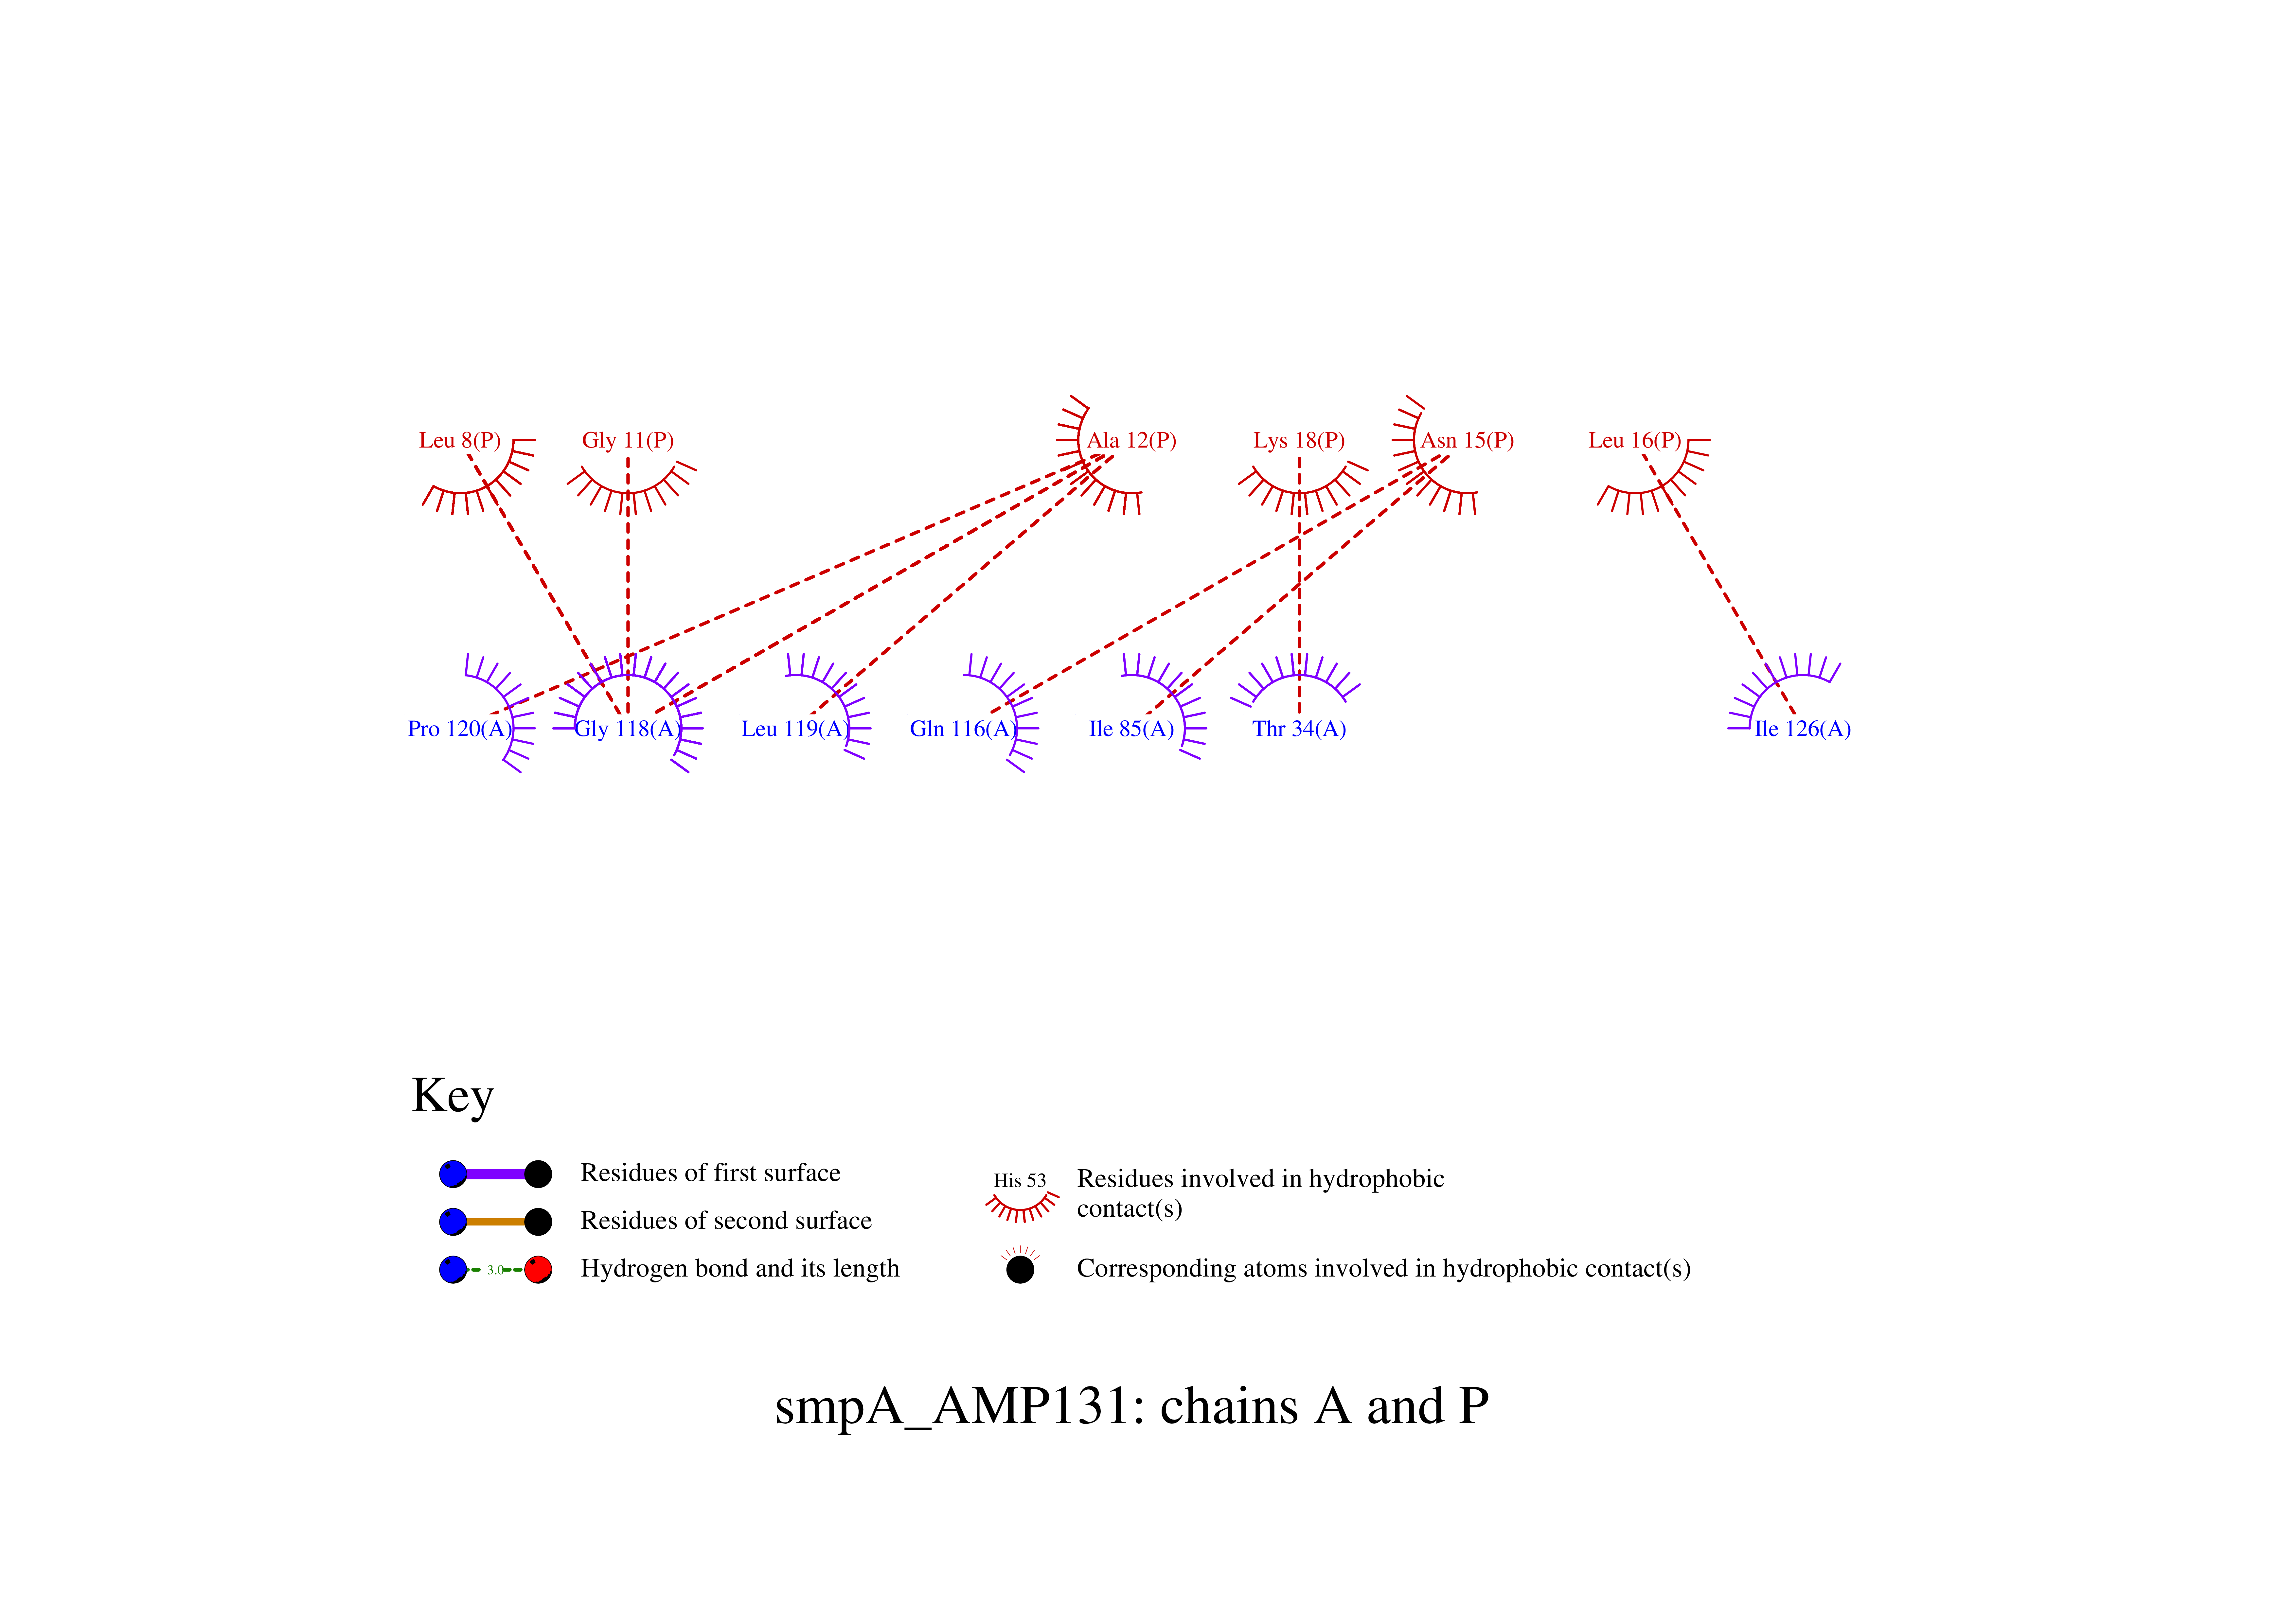 Leu 8(P) Gly 11(P) Ala 12(P) Lys 18(P) Asn 15(P) Leu 16(P)
Pro 120(A) Gly 118(A) Leu 119(A) Gln 116(A) Ile 85(A) Thr 34(A) Ile 126(A)
Key
Residues of first surface
Residues of second surface
3.0 Hydrogen bond and its length
His 53 Residues involved in hydrophobic
contact(s)
Corresponding atoms involved in hydrophobic contact(s)
smpA_AMP131: chains A and P